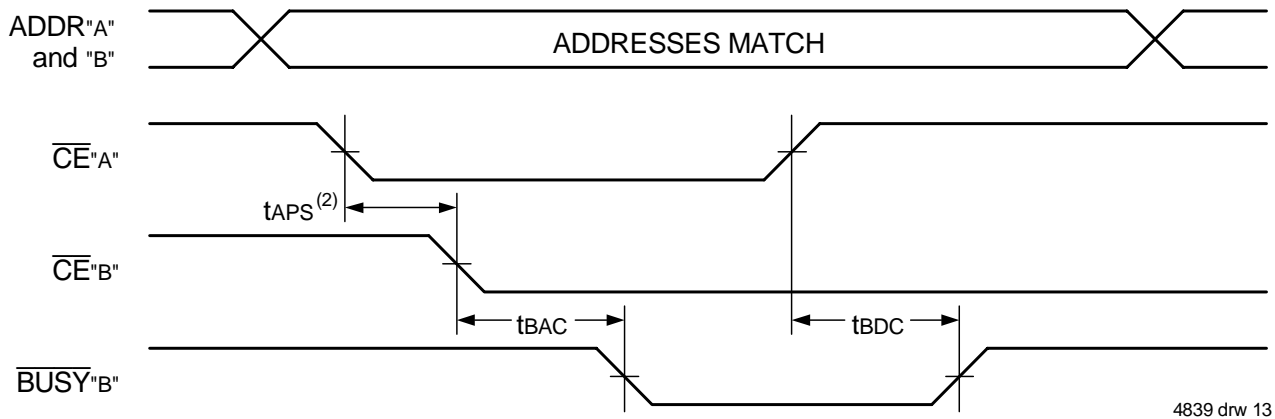 ADDR"A"
and "B"
ADDRESSES MATCH
CE"A"
tAPS(2)
CE"B"
tBAC
tBDC
BUSY"B"
4839 drw 13